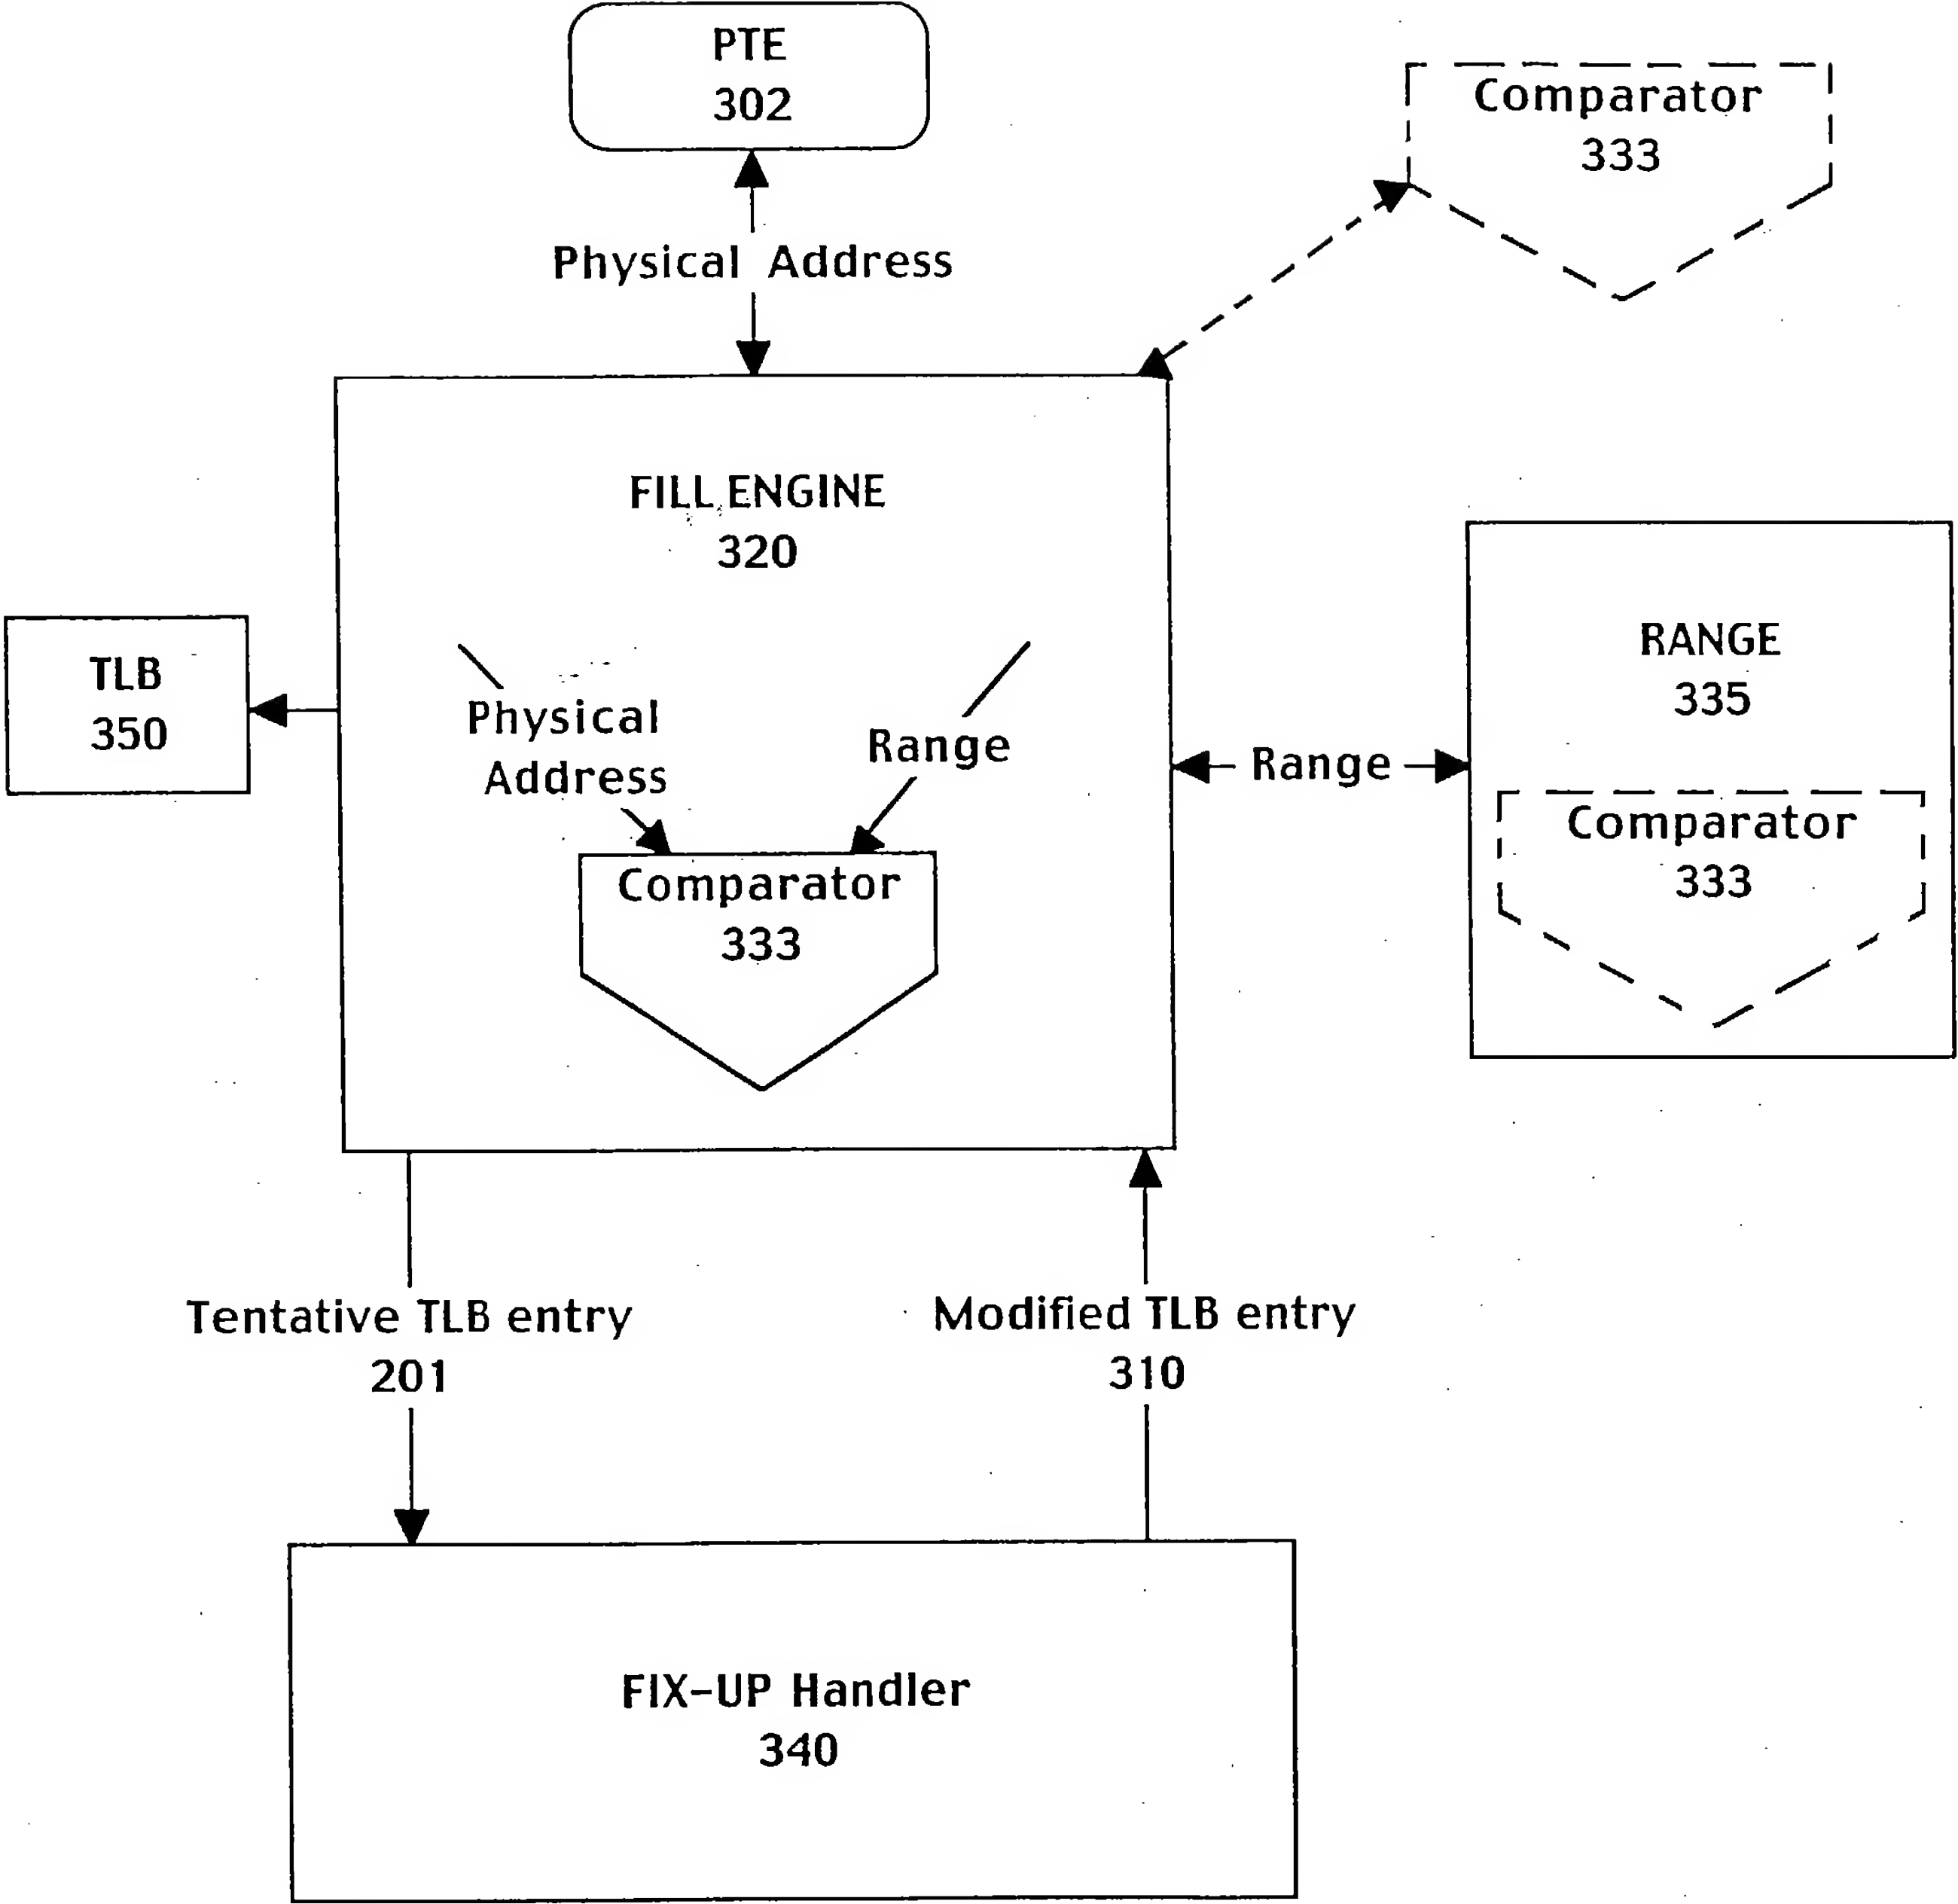 PTE
302
Comparator
333
Physical Address
FILL ENGINE
320
TLB
350
Physical
Address
Range
Comparator
333
Range
RANGE
335
Comparator
333
Tentative TLB entry
201
Modified TLB entry
310
FIX-UP Handler
340